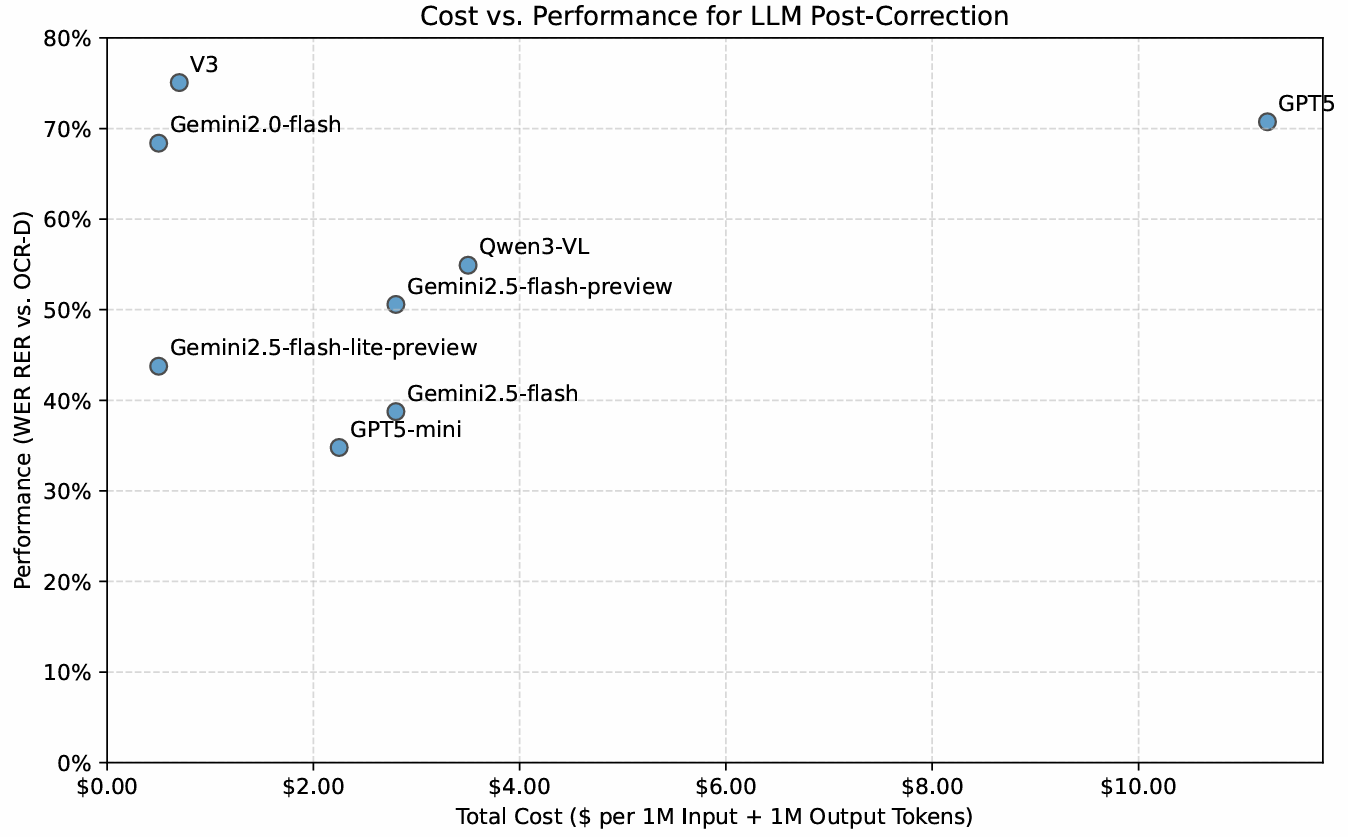 Cost vs. Performance for LLM Post-Correction
80%
V3
GPT5
70%
Gemini2.0-flash
60%
Qwen3-VL
Gemini2.5-flash-preview
50%
Gemini2.5-flash-lite-preview
40%
Gemini2.5-flash
GPT5-mini
30%
20%
10%
0%
Performance (WER RER vs. OCR-D)
$0.00
$2.00
$4.00
$6.00
$8.00
$10.00
Total Cost ($ per 1M Input + 1M Output Tokens)